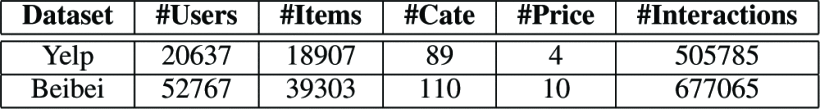 Dataset #Users #Items #Cate #Price #Interactions
Yelp 20637 18907 89 4 505785
Beibei 52767 39303 110 10 677065